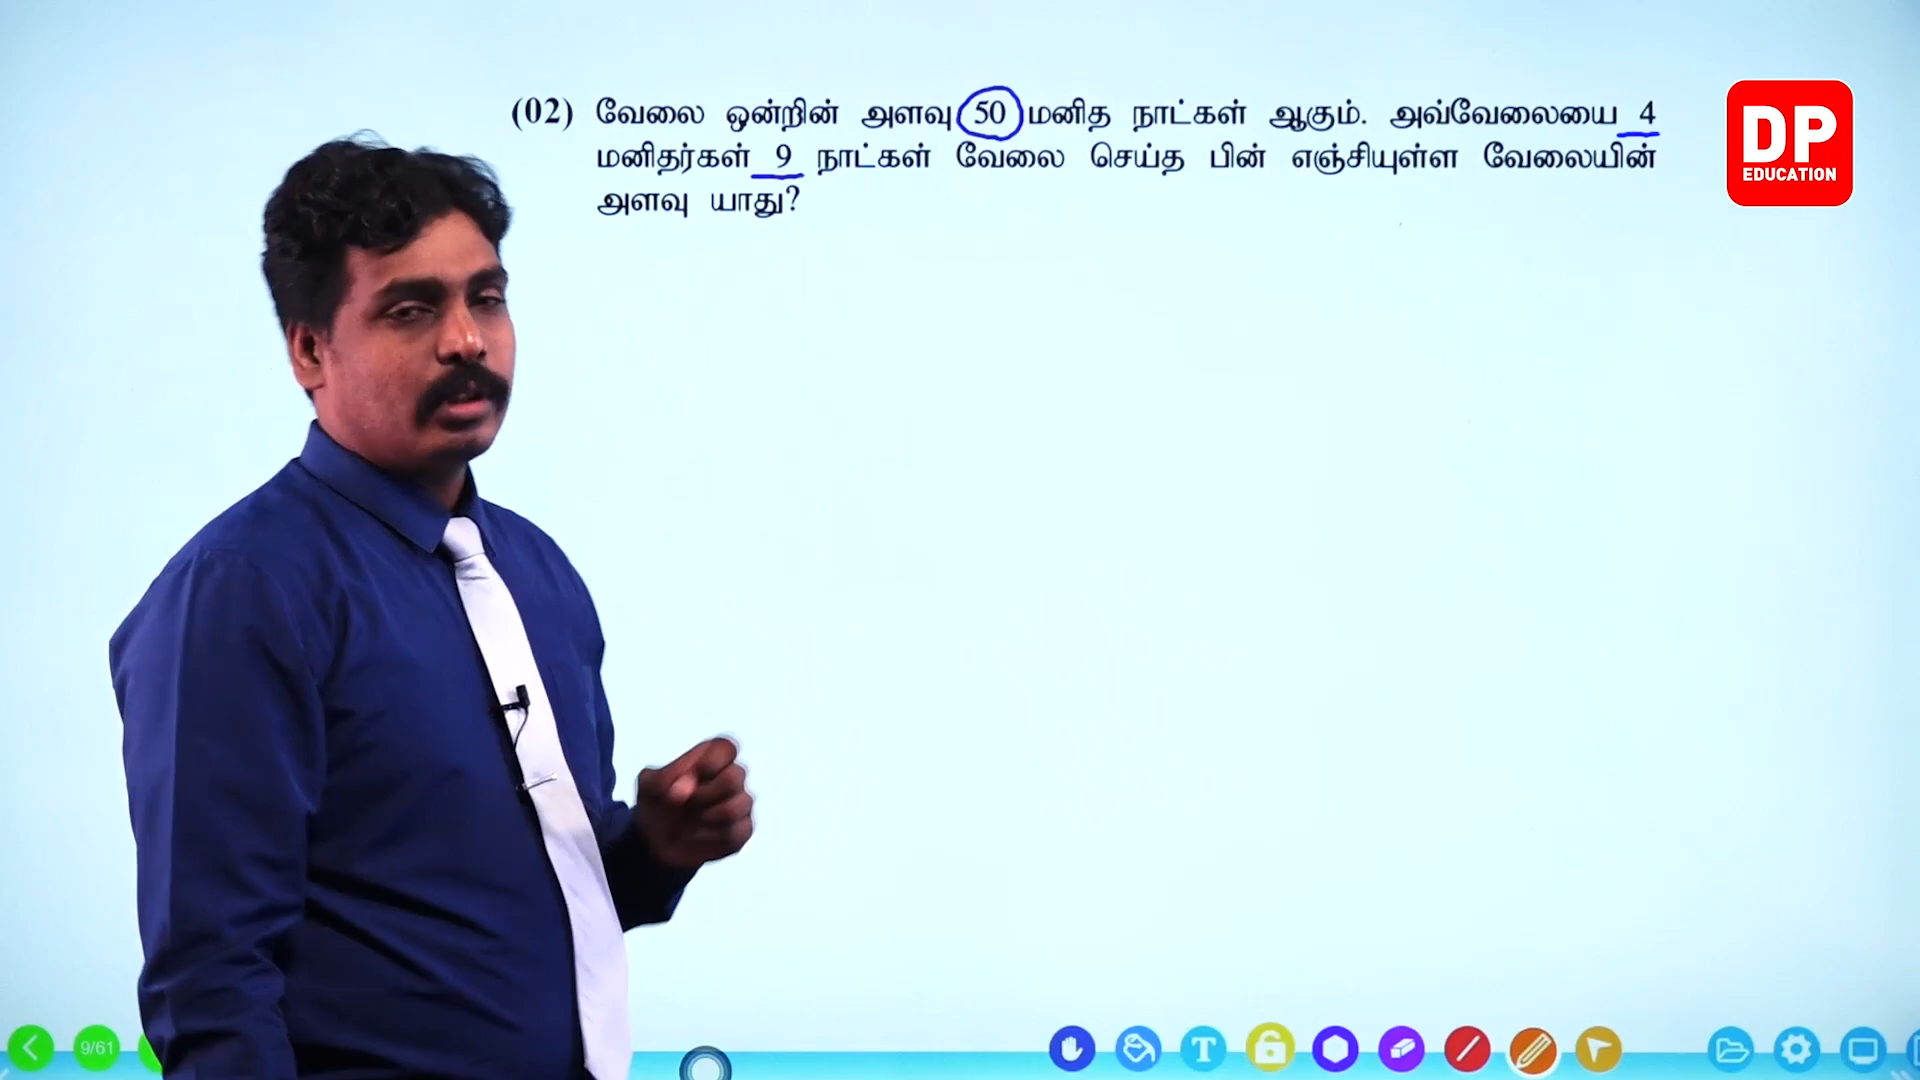 (02) வேலை ஒன்றின் அளவு 50 மனித நாட்கள் ஆகும். அவ்வேலையை 4
மனிதர்கள் 9 நாட்கள் வேலை செய்த பின் எஞ்சியுள்ள வேலையின்
அளவு யாது?
DP
EDUCATION
9/61
T